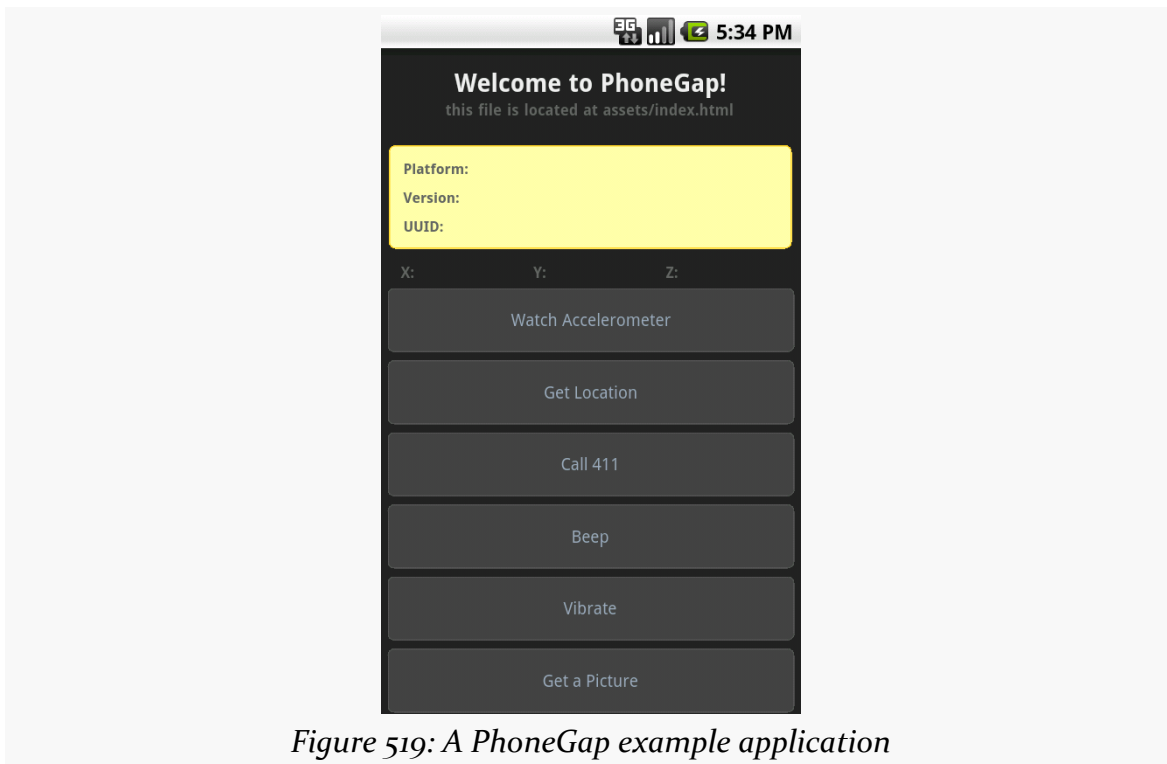 3G 5:34 PM
Welcome to PhoneGap!
this file is located at assets/index.html
Platform:
Version:
UUID:
X: Y: Z:
Watch Accelerometer
Get Location
Call 411
Beep
Vibrate
Get a Picture
Figure 519: A PhoneGap example application